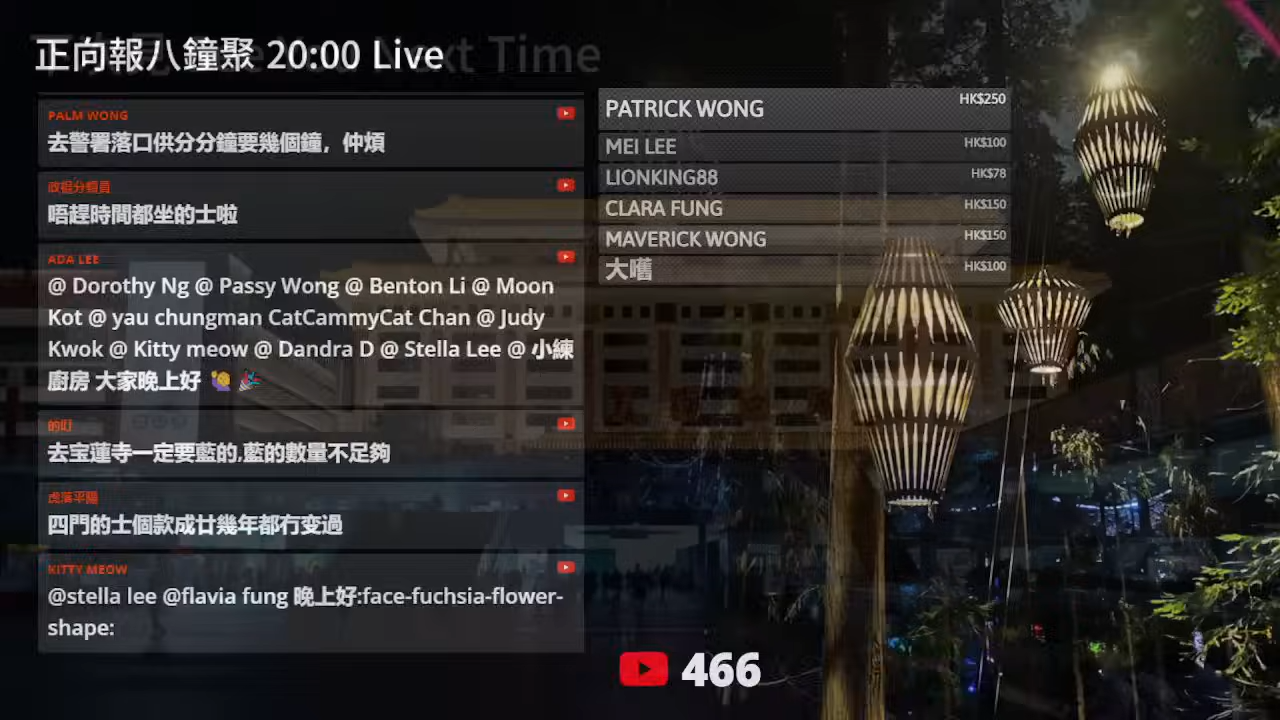 正向報八鐘聚 20:00 Live
Next Time
PALM WONG
去警署落口供分分鐘要幾個鐘，仲煩
唔趕時間都坐的士啦
ADA LEE
@ Dorothy Ng @ Passy Wong @ Benton Li @ Moon
Kot @ yau chungman CatCammyCat Chan @ Judy
Kwok @ Kitty meow @ Dandra D @ Stella Lee @ 小練
廚房 大家晚上好 🙋 🎉
的叮
去宝蓮寺一定要藍的,藍的數量不足夠
虎落平陽
四門的士個款成廿幾年都冇变過
KITTY MEOW
@stella lee @flavia fung 晚上好:face-fuchsia-flower-
shape:
PATRICK WONG HK$250
MEI LEE HK$100
LIONKING88 HK$78
CLARA FUNG HK$150
MAVERICK WONG HK$150
大嚿 HK$100
466